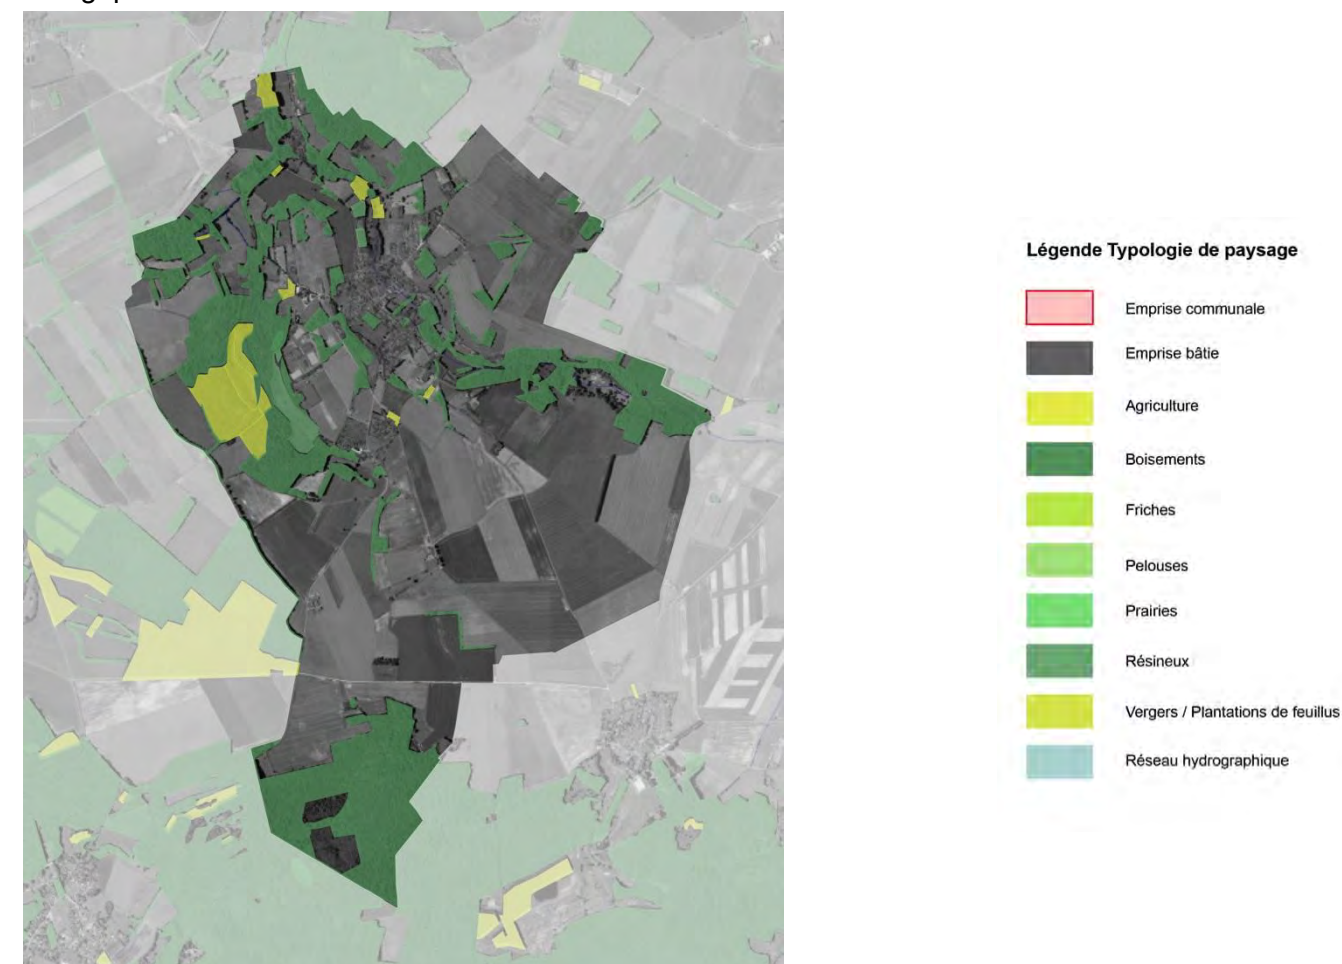 Légende Typologie de paysage
Emprise communale
Emprise bâtie
Agriculture
Boisements
Friches
Pelouses
Prairies
Résineux
Vergers / Plantations de feuillus
Réseau hydrographique